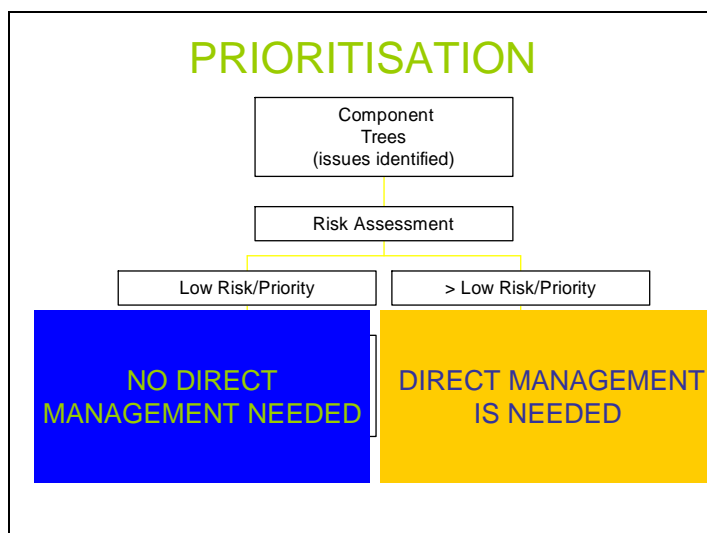 PRIORITISATION
Component
Trees
(issues identified)
Risk Assessment
Low Risk/Priority
> Low Risk/Priority
NO DIRECT
MANAGEMENT NEEDED
DIRECT MANAGEMENT
IS NEEDED